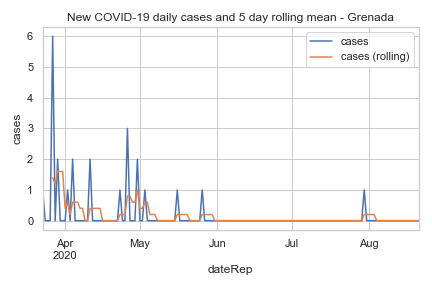 New COVID-19 daily cases and 5 day rolling mean - Grenada
cases
cases (rolling)
6
5
4
3
2
1
0
cases
Apr
2020
May
Jun
Jul
Aug
dateRep